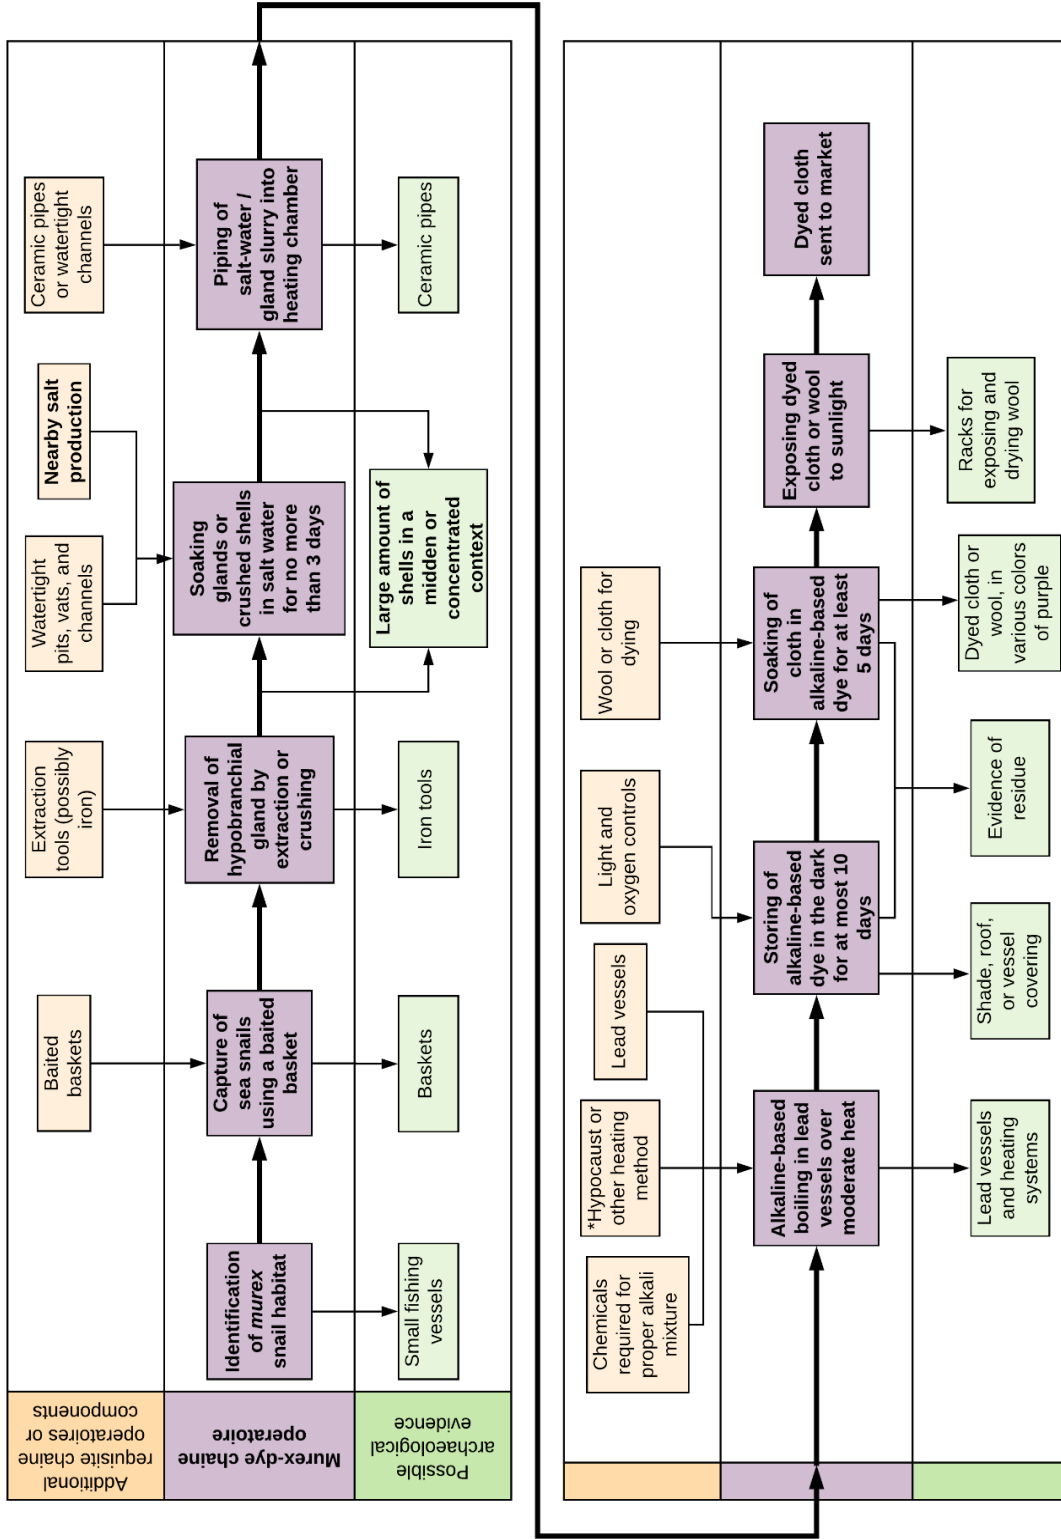 Additional
requisite chaine
operatoires or
components
Murex-dye chaine
operatoire
Possible
archaeological
evidence
Baited
baskets
Extraction
tools (possibly
iron)
Watertight
pits, vats, and
channels
Nearby salt
production
Ceramic pipes
or watertight
channels
Identification
of murex
snail habitat
Capture of
sea snails
using a baited
basket
Removal of
hypobranchial
gland by
extraction or
crushing
Soaking
glands or
crushed shells
in salt water
for no more
than 3 days
Piping of
salt-water /
gland slurry into
heating chamber
Small fishing
vessels
Baskets
Iron tools
Large amount of
shells in a
midden or
concentrated
context
Ceramic pipes
Chemicals
required for
proper alkali
mixture
*Hypocaust or
other heating
method
Lead vessels
Light and
oxygen controls
Wool or cloth for
dying
Alkaline-based
boiling in lead
vessels over
moderate heat
Storing of
alkaline-based
dye in the dark
for at most 10
days
Soaking of
cloth in
alkaline-based
dye for at least
5 days
Exposing dyed
cloth or wool
to sunlight
Dyed cloth
sent to market
Lead vessels
and heating
systems
Shade, roof,
or vessel
covering
Evidence of
residue
Dyed cloth or
wool, in
various colors
of purple
Racks for
exposing and
drying wool